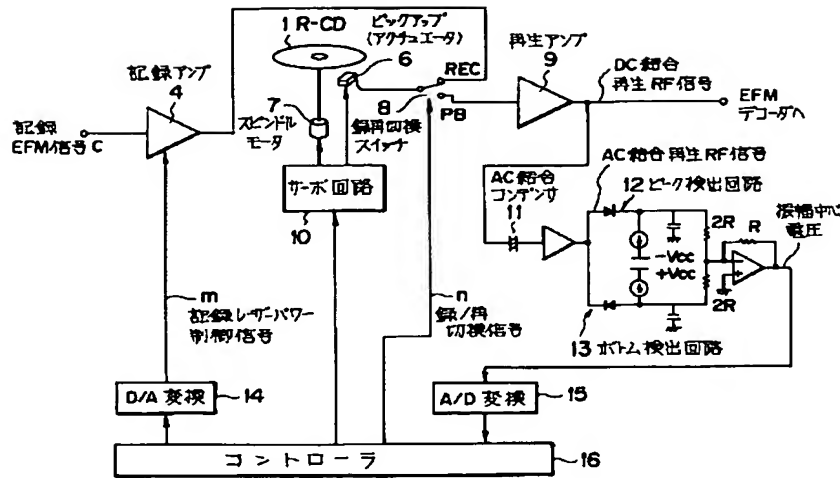 1 R-CD
ピックアップ
(アクチュエータ)
6
REC
記録アンプ
4
7
スピンドル
モータ
8
録再切換
スイッチ
PB
再生アンプ
9
DC結合
再生RF信号
EFM
デコーダへ
記録
EFM信号C
サーボ回路
10
AC結合
コンデンサ
11
AC結合再生RF信号
12 ピーク検出回路
2R
R
振幅中心
電圧
-Vcc
+Vcc
2R
13 ボトム検出回路
m
記録レーザーパワー
制御信号
n
録/再
切換信号
D/A変換
14
A/D変換
15
コントローラ
16